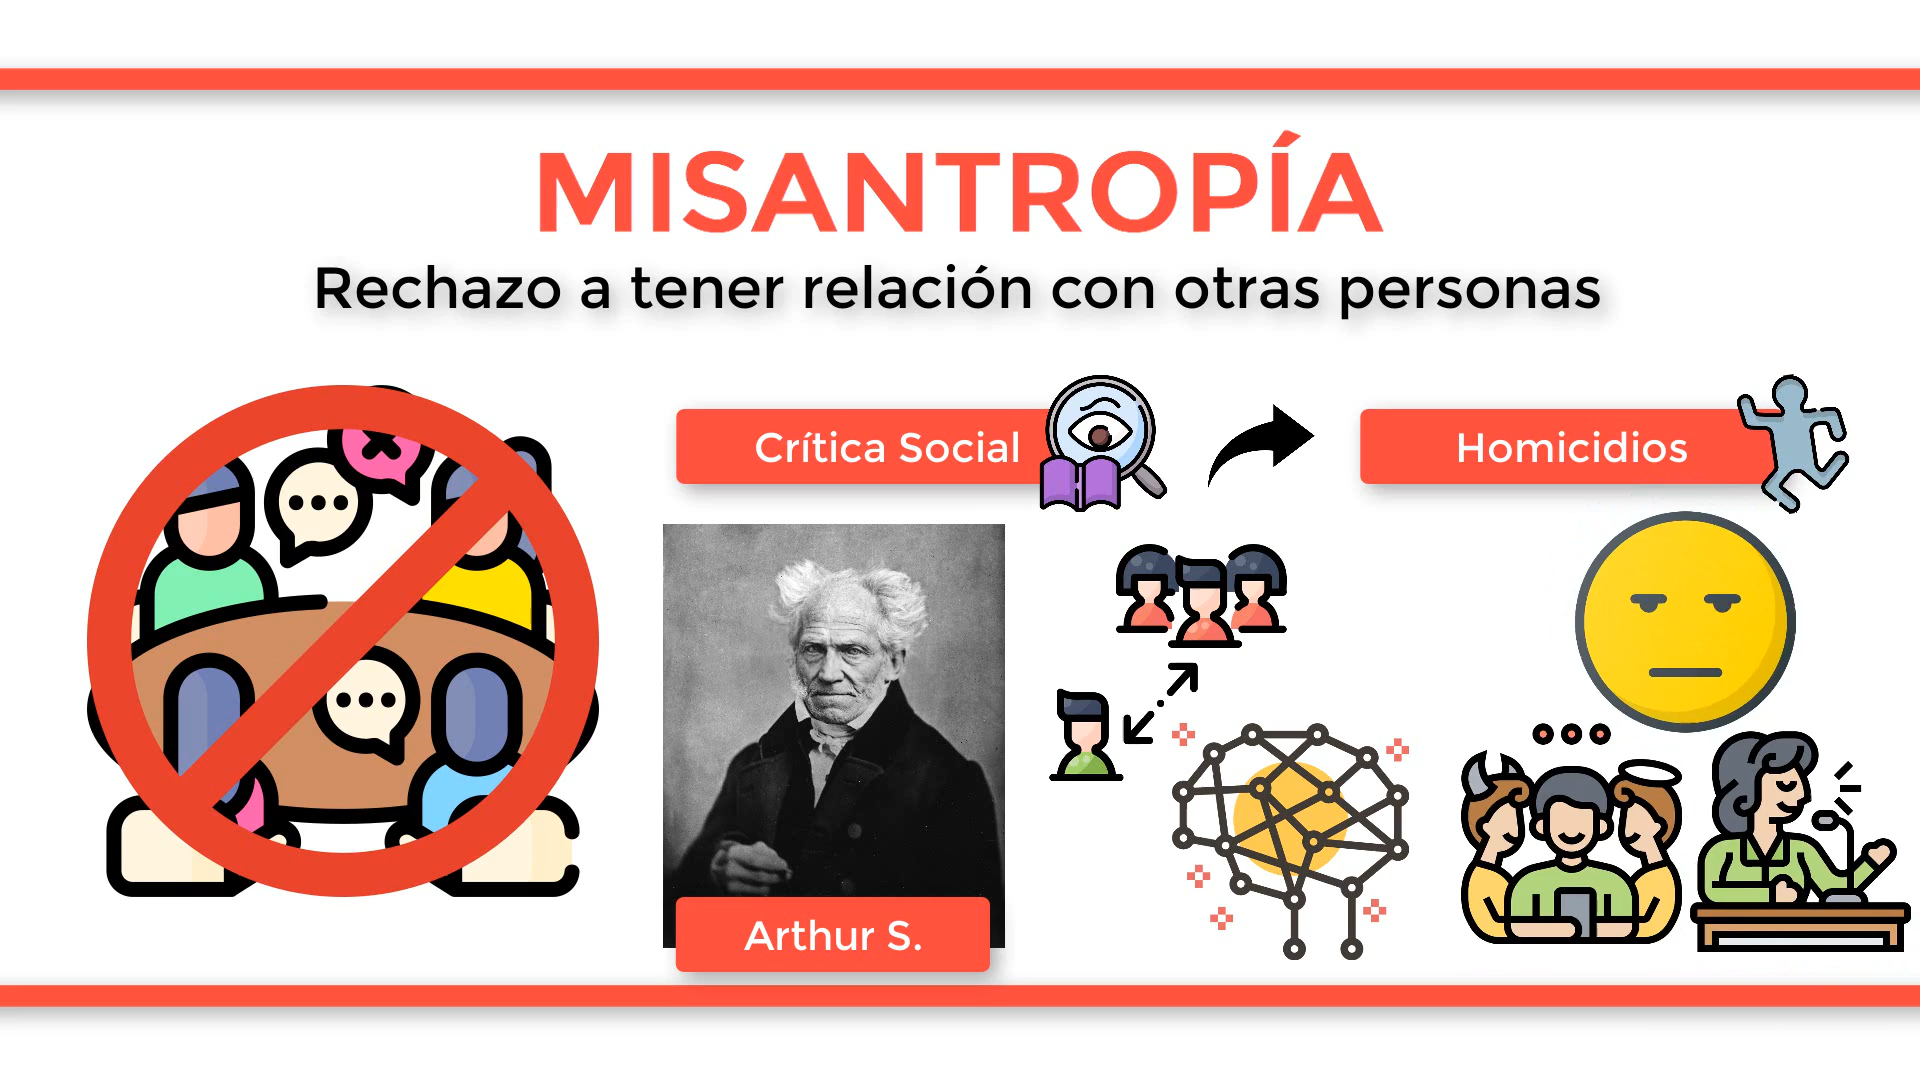 MISANTROPÍA
Rechazo a tener relación con otras personas
Crítica Social
Homicidios
Arthur S.